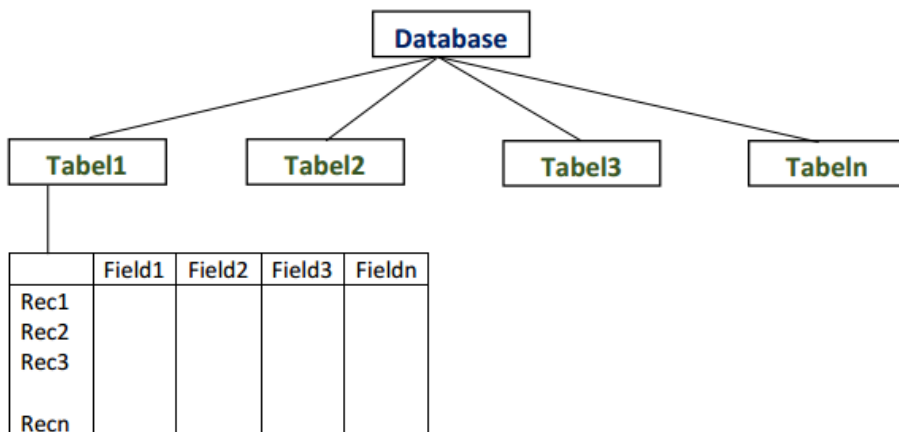 Database
Tabel1 Tabel2 Tabel3 Tabeln
Field1 Field2 Field3 Fieldn
Rec1
Rec2
Rec3
Recn